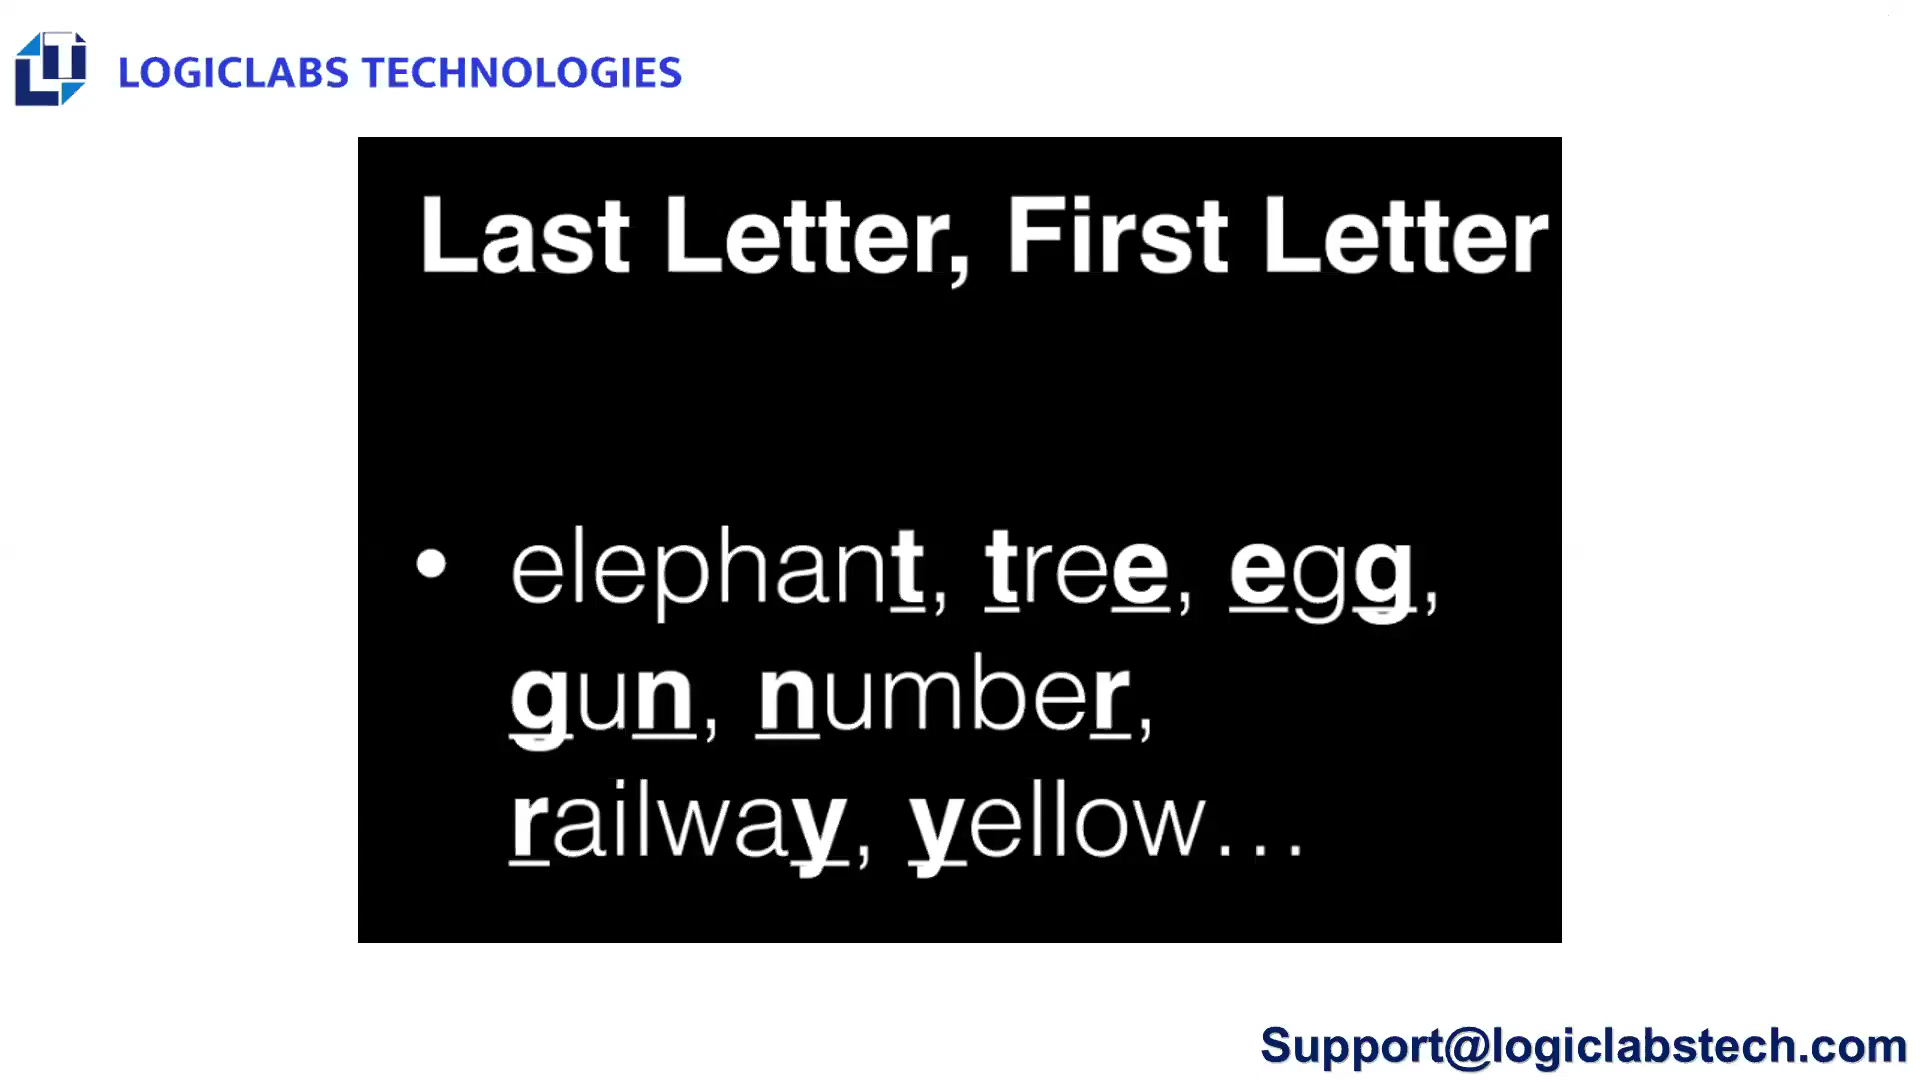 LOGICLABS TECHNOLOGIES
Last Letter, First Letter
• elephant, tree, egg,
gun, number,
railway, yellow...
Support@logiclabstech.com